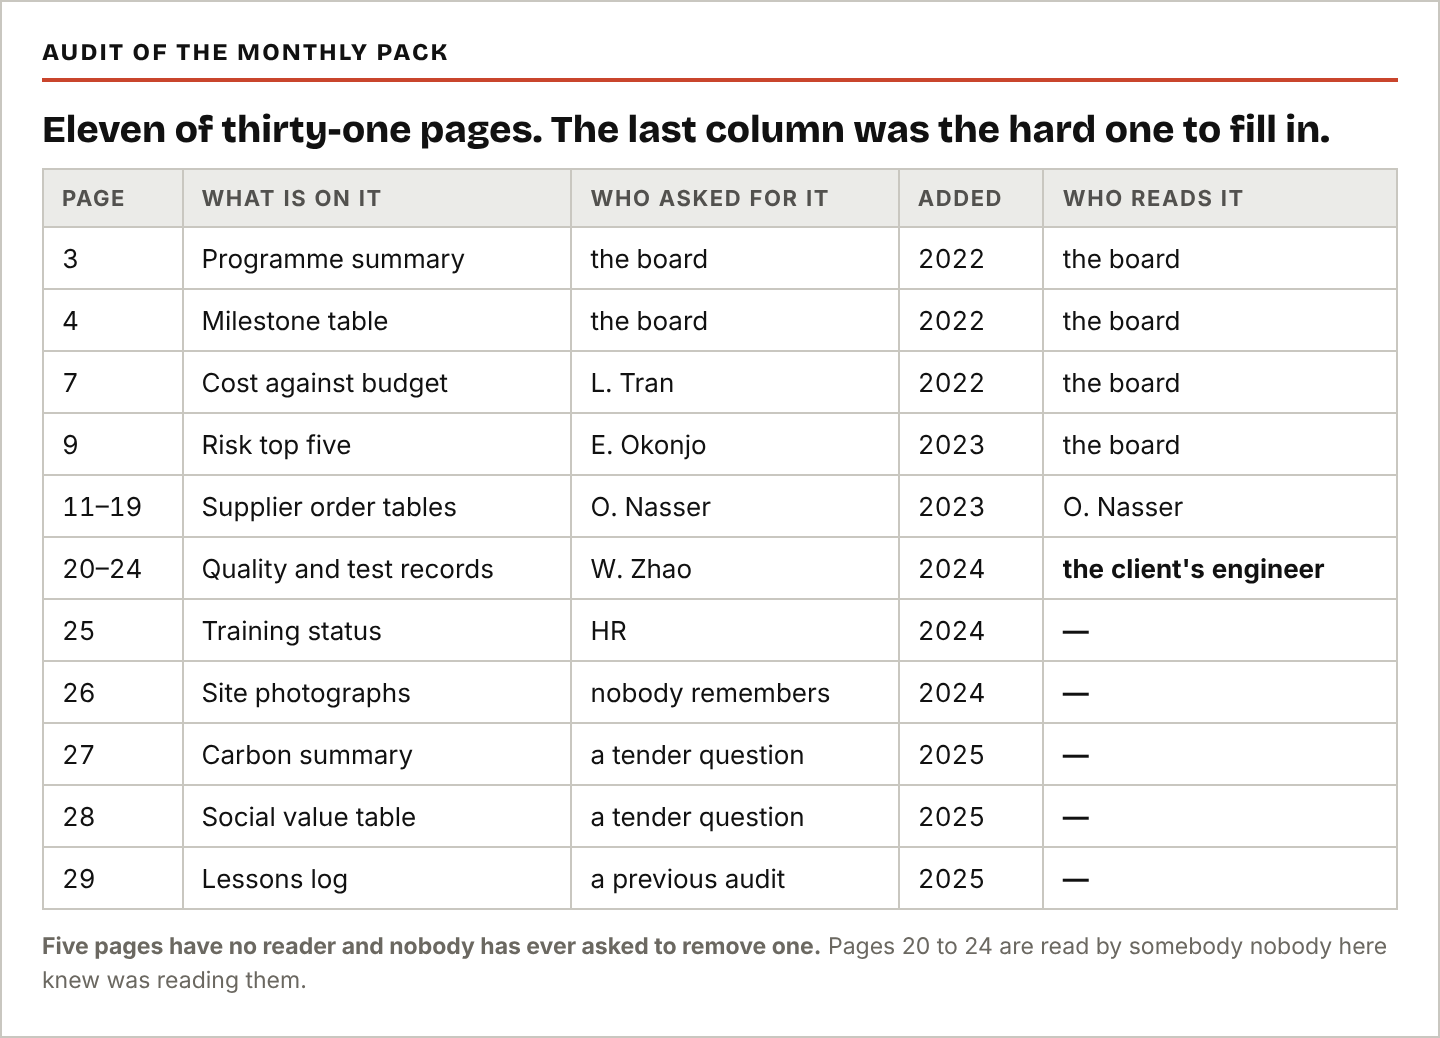 AUDIT OF THE MONTHLY PACK
Eleven of thirty-one pages. The last column was the hard one to fill in.
PAGE WHAT IS ON IT WHO ASKED FOR IT ADDED WHO READS IT
3 Programme summary the board 2022 the board
4 Milestone table the board 2022 the board
7 Cost against budget L. Tran 2022 the board
9 Risk top five E. Okonjo 2023 the board
11–19 Supplier order tables O. Nasser 2023 O. Nasser
20–24 Quality and test records W. Zhao 2024 the client's engineer
25 Training status HR 2024 —
26 Site photographs nobody remembers 2024 —
27 Carbon summary a tender question 2025 —
28 Social value table a tender question 2025 —
29 Lessons log a previous audit 2025 —
Five pages have no reader and nobody has ever asked to remove one. Pages 20 to 24 are read by somebody nobody here
knew was reading them.